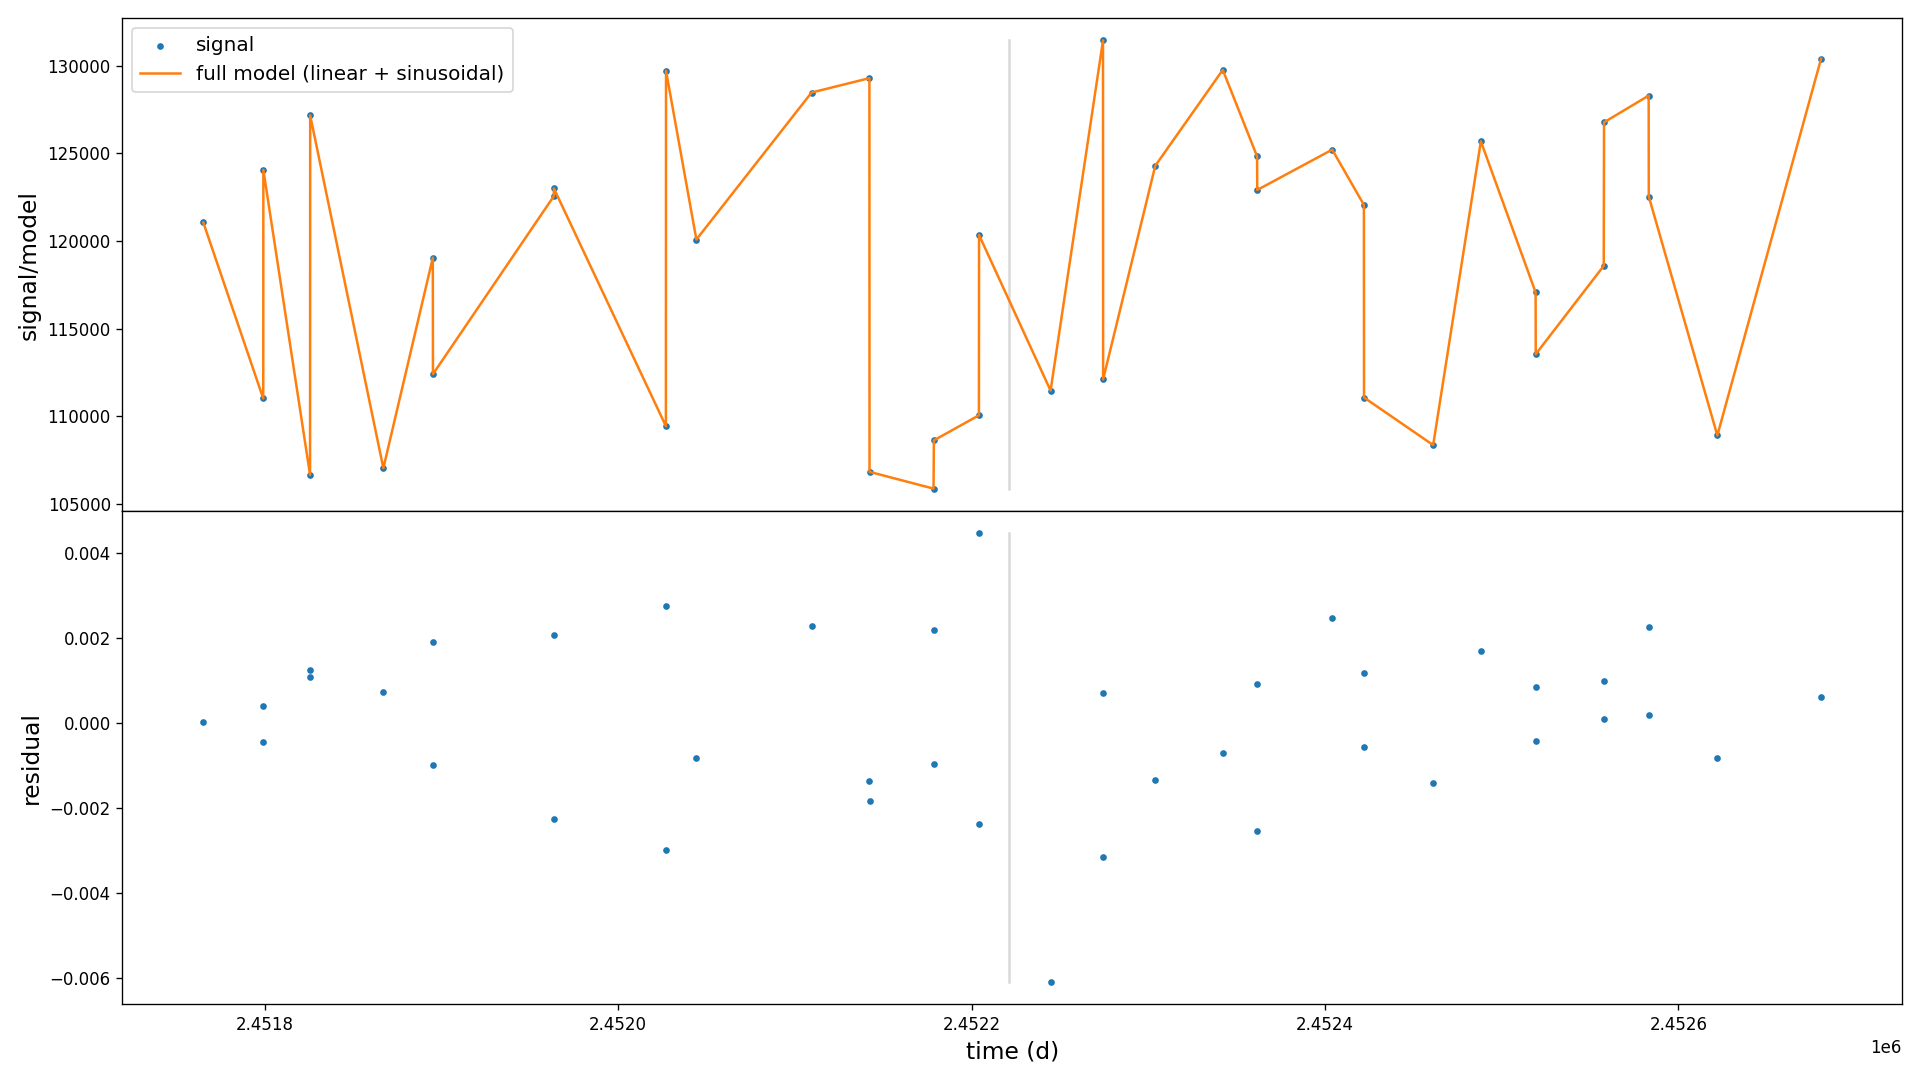 signal
full model (linear + sinusoidal)
130000
125000
120000
115000
110000
105000
signal/model
0.004
0.002
0.000
−0.002
−0.004
−0.006
residual
2.4518
2.4520
2.4522
2.4524
2.4526
1e6
time (d)